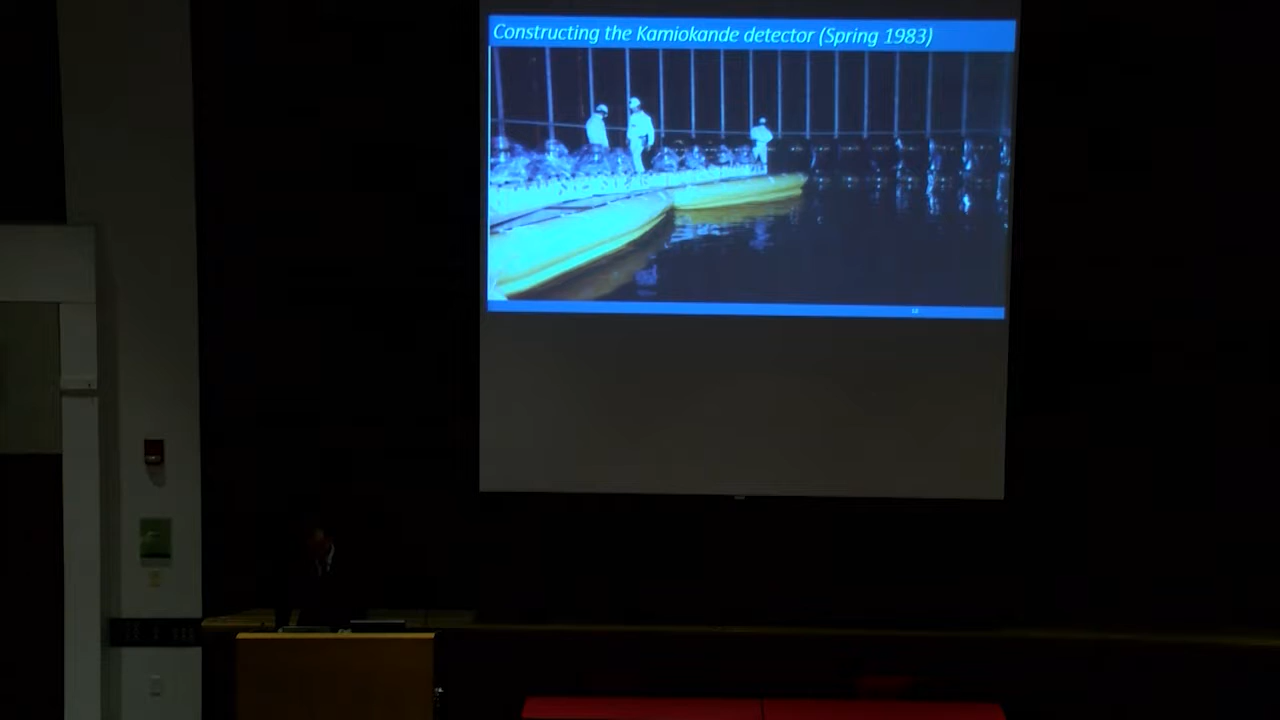 Constructing the Kamiokande detector (Spring 1983)